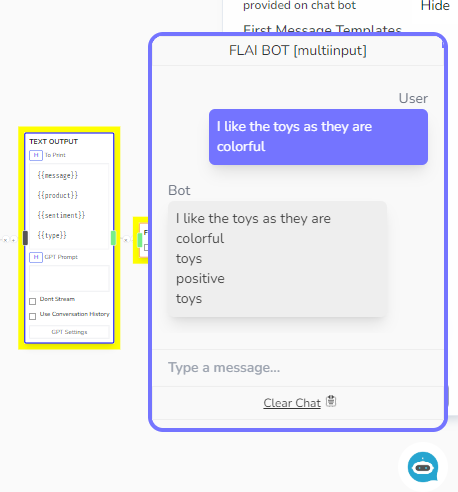 provided on chat bot
Hide
First Message Templates
FLAI BOT [multiinput]
User
I like the toys as they are
colorful
Bot
I like the toys as they are
colorful
toys
positive
toys
Type a message...
Clear Chat
TEXT OUTPUT
H To Print
{{message}}
{{product}}
{{sentiment}}
{{type}}
H GPT Prompt
Dont Stream
Use Conversation History
GPT Settings